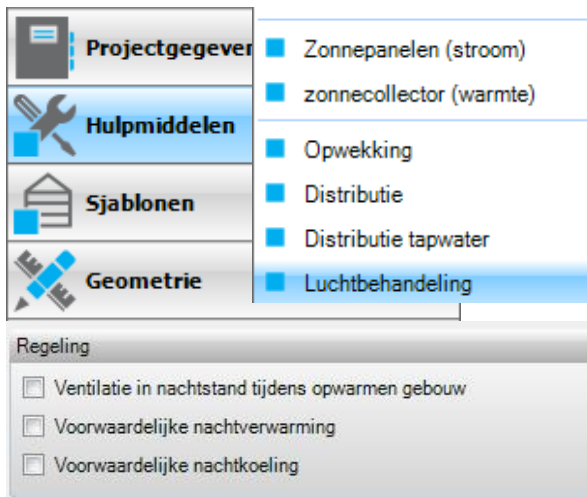 Projectgegever
Hulpmiddelen
Sjablonen
Geometrie
Zonnepanelen (stroom)
zonnecollector (warmte)
Opwekking
Distributie
Distributie tapwater
Luchtbehandeling
Regeling
Ventilatie in nachtstand tijdens opwarmen gebouw
Voorwaardelijke nachtverwarming
Voorwaardelijke nachtkoeling